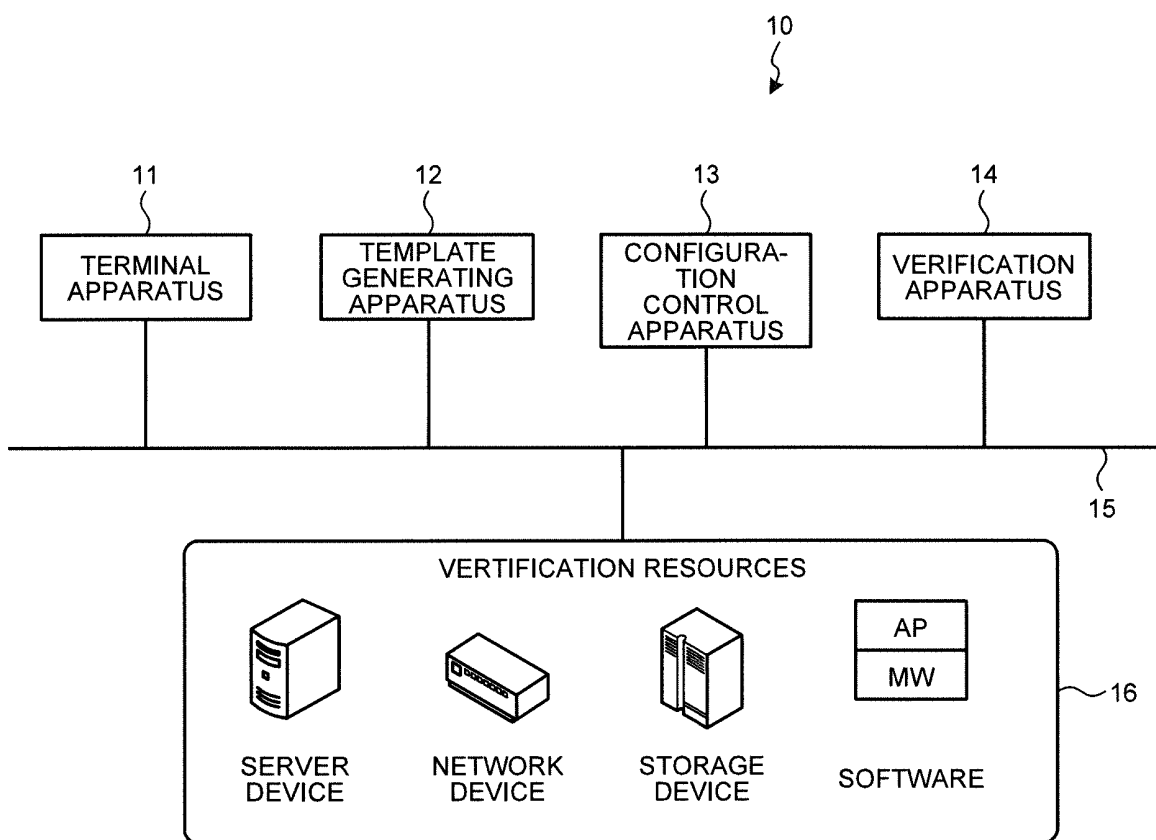 10
11
12
13
14
TERMINAL
APPARATUS
TEMPLATE
GENERATING
APPARATUS
CONFIGURA-
TION
CONTROL
APPARATUS
VERIFICATION
APPARATUS
15
VERTIFICATION RESOURCES
AP
MW
16
SERVER
DEVICE
NETWORK
DEVICE
STORAGE
DEVICE
SOFTWARE